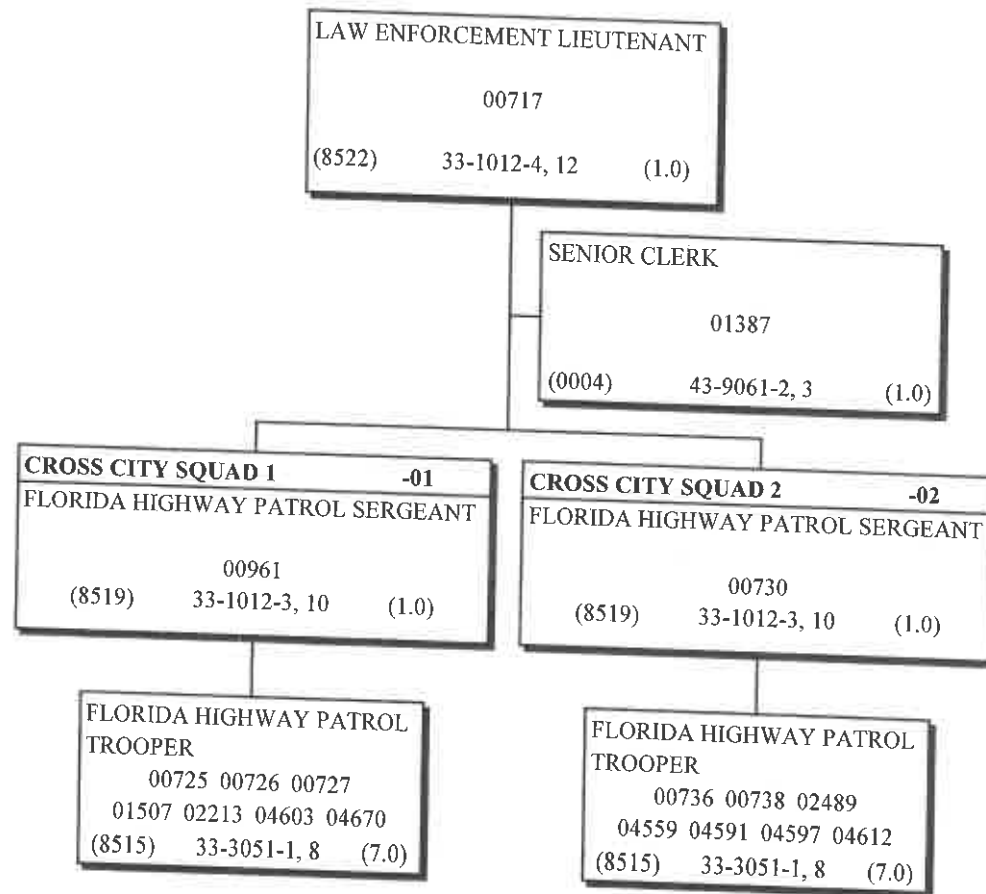 LAW ENFORCEMENT LIEUTENANT
00717
(8522) 33-1012-4, 12 (1.0)
SENIOR CLERK
01387
(0004) 43-9061-2, 3 (1.0)
CROSS CITY SQUAD 1 -01
FLORIDA HIGHWAY PATROL SERGEANT
00961
(8519) 33-1012-3, 10 (1.0)
FLORIDA HIGHWAY PATROL
TROOPER
00725 00726 00727
01507 02213 04603 04670
(8515) 33-3051-1, 8 (7.0)
CROSS CITY SQUAD 2 -02
FLORIDA HIGHWAY PATROL SERGEANT
00730
(8519) 33-1012-3, 10 (1.0)
FLORIDA HIGHWAY PATROL
TROOPER
00736 00738 02489
04559 04591 04597 04612
(8515) 33-3051-1, 8 (7.0)